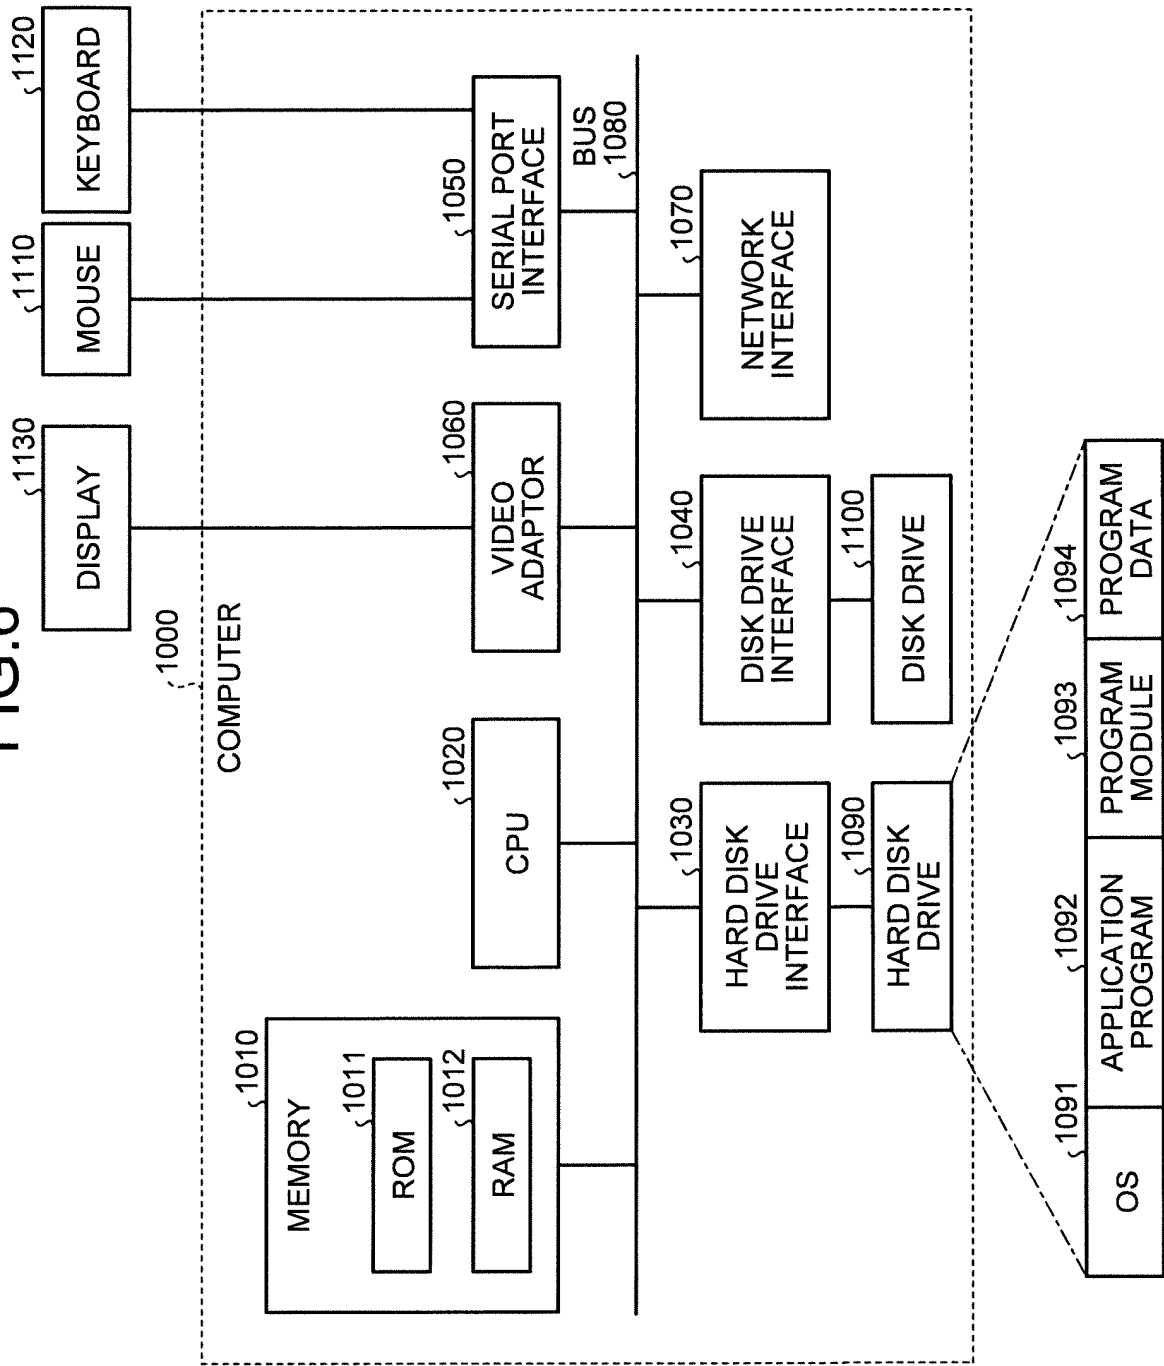 1130
1110
1120
DISPLAY
MOUSE
KEYBOARD
1000
COMPUTER
1010
MEMORY
1011
ROM
1012
RAM
1020
CPU
1060
VIDEO
ADAPTOR
1050
SERIAL PORT
INTERFACE
BUS
1080
1030
HARD DISK
DRIVE
INTERFACE
1040
DISK DRIVE
INTERFACE
1070
NETWORK
INTERFACE
1090
HARD DISK
DRIVE
1100
DISK DRIVE
1091
OS
1092
APPLICATION
PROGRAM
1093
PROGRAM
MODULE
1094
PROGRAM
DATA